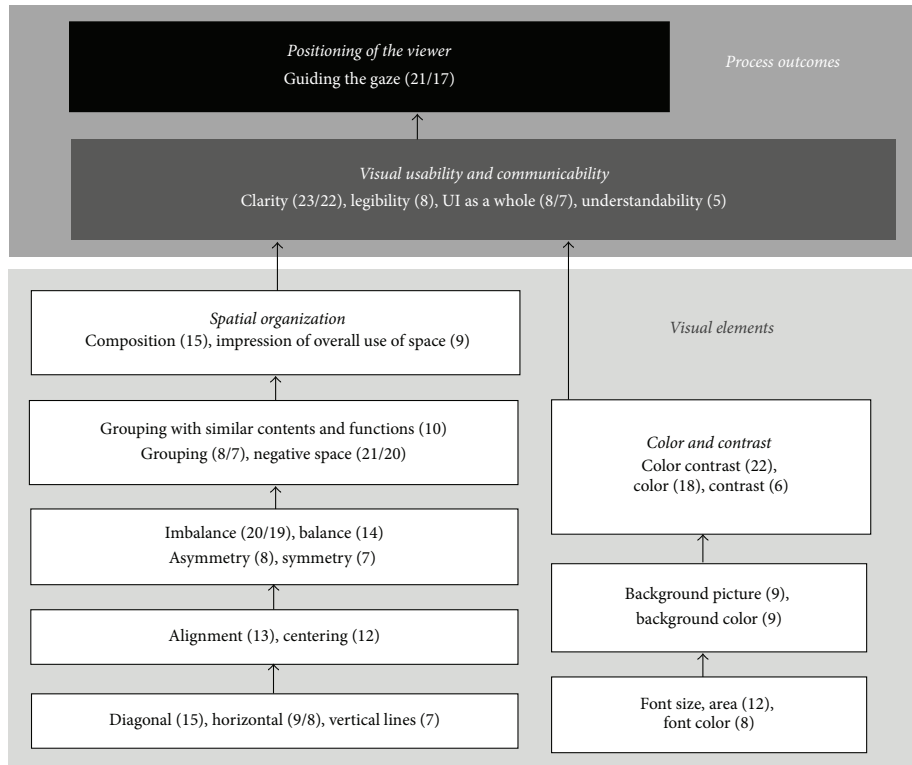 Positioning of the viewer
Guiding the gaze (21/17)
Process outcomes
Visual usability and communicability
Clarity (23/22), legibility (8), UI as a whole (8/7), understandability (5)
Spatial organization
Composition (15), impression of overall use of space (9)
Visual elements
Grouping with similar contents and functions (10)
Grouping (8/7), negative space (21/20)
Imbalance (20/19), balance (14)
Asymmetry (8), symmetry (7)
Alignment (13), centering (12)
Diagonal (15), horizontal (9/8), vertical lines (7)
Color and contrast
Color contrast (22),
color (18), contrast (6)
Background picture (9),
background color (9)
Font size, area (12),
font color (8)